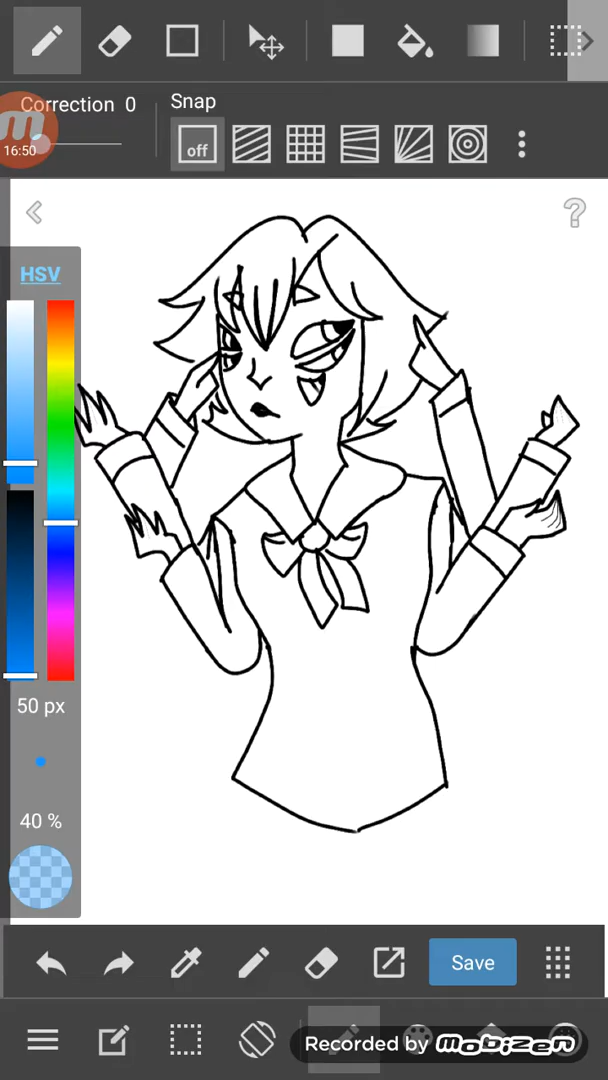 Correction 0
Snap
16:50
off
?
HSV
50 px
40 %
Save
Recorded by mobizen